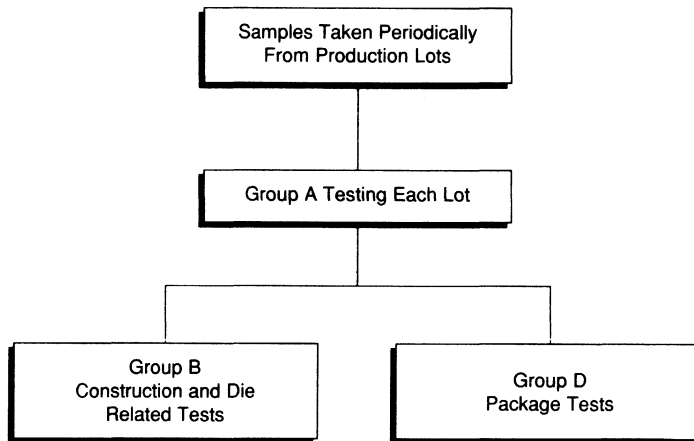 Samples Taken Periodically
From Production Lots
Group A Testing Each Lot
Group B
Construction and Die
Related Tests
Group D
Package Tests